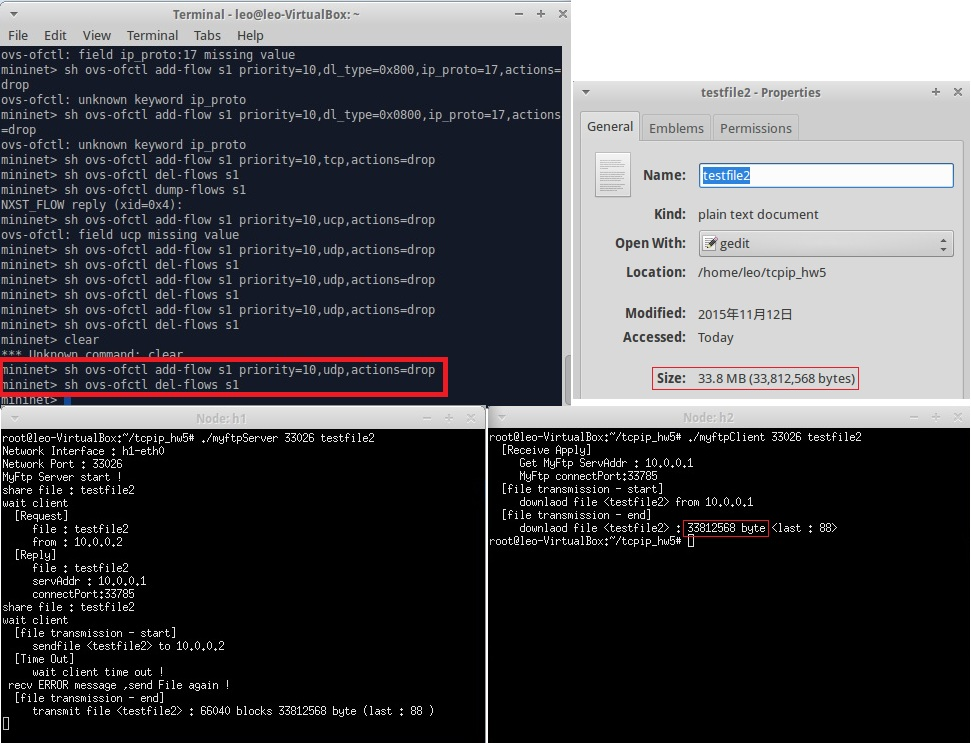 Terminal - leo@leo-VirtualBox: ~
File Edit View Terminal Tabs Help
ovs-ofctl: field ip_proto:17 missing value
mininet> sh ovs-ofctl add-flow s1 priority=10,dl_type=0x800,ip_proto=17,actions=
drop
ovs-ofctl: unknown keyword ip_proto
mininet> sh ovs-ofctl add-flow s1 priority=10,dl_type=0x0800,ip_proto=17,actions
=drop
ovs-ofctl: unknown keyword ip_proto
mininet> sh ovs-ofctl add-flow s1 priority=10,tcp,actions=drop
mininet> sh ovs-ofctl del-flows s1
mininet> sh ovs-ofctl dump-flows s1
NXST_FLOW reply (xid=0x4):
mininet> sh ovs-ofctl add-flow s1 priority=10,ucp,actions=drop
ovs-ofctl: field ucp missing value
mininet> sh ovs-ofctl add-flow s1 priority=10,udp,actions=drop
mininet> sh ovs-ofctl del-flows s1
mininet> sh ovs-ofctl add-flow s1 priority=10,udp,actions=drop
mininet> sh ovs-ofctl del-flows s1
mininet> sh ovs-ofctl add-flow s1 priority=10,udp,actions=drop
mininet> sh ovs-ofctl del-flows s1
mininet> clear
*** Unknown command: clear
mininet> sh ovs-ofctl add-flow s1 priority=10,udp,actions=drop
mininet> sh ovs-ofctl del-flows s1
mininet>
testfile2 - Properties
General Emblems Permissions
Name: testfile2
Kind: plain text document
Open With: gedit
Location: /home/leo/tcpip_hw5
Modified: 2015年11月12日
Accessed: Today
Size: 33.8 MB (33,812,568 bytes)
Node: h1
root@leo-VirtualBox:~/tcpip_hw5# ./myftpServer 33026 testfile2
Network Interface : h1-eth0
Network Port : 33026
MyFtp Server start !
share file : testfile2
wait client
[Request]
file : testfile2
from : 10.0.0.2
[Reply]
file : testfile2
servAddr : 10.0.0.1
connectPort:33785
share file : testfile2
wait client
[file transmission - start]
sendfile <testfile2> to 10.0.0.2
[Time Out]
wait client time out !
recv ERROR message ,send File again !
[file transmission - end]
transmit file <testfile2> : 66040 blocks 33812568 byte (last : 88 )
Node: h2
root@leo-VirtualBox:~/tcpip_hw5# ./myftpClient 33026 testfile2
[Receive Apply]
Get MyFtp ServAddr : 10.0.0.1
MyFtp connectPort:33785
[file transmission - start]
downlaod file <testfile2> from 10.0.0.1
[file transmission - end]
downlaod file <testfile2> : 33812568 byte <last : 88>
root@leo-VirtualBox:~/tcpip_hw5#